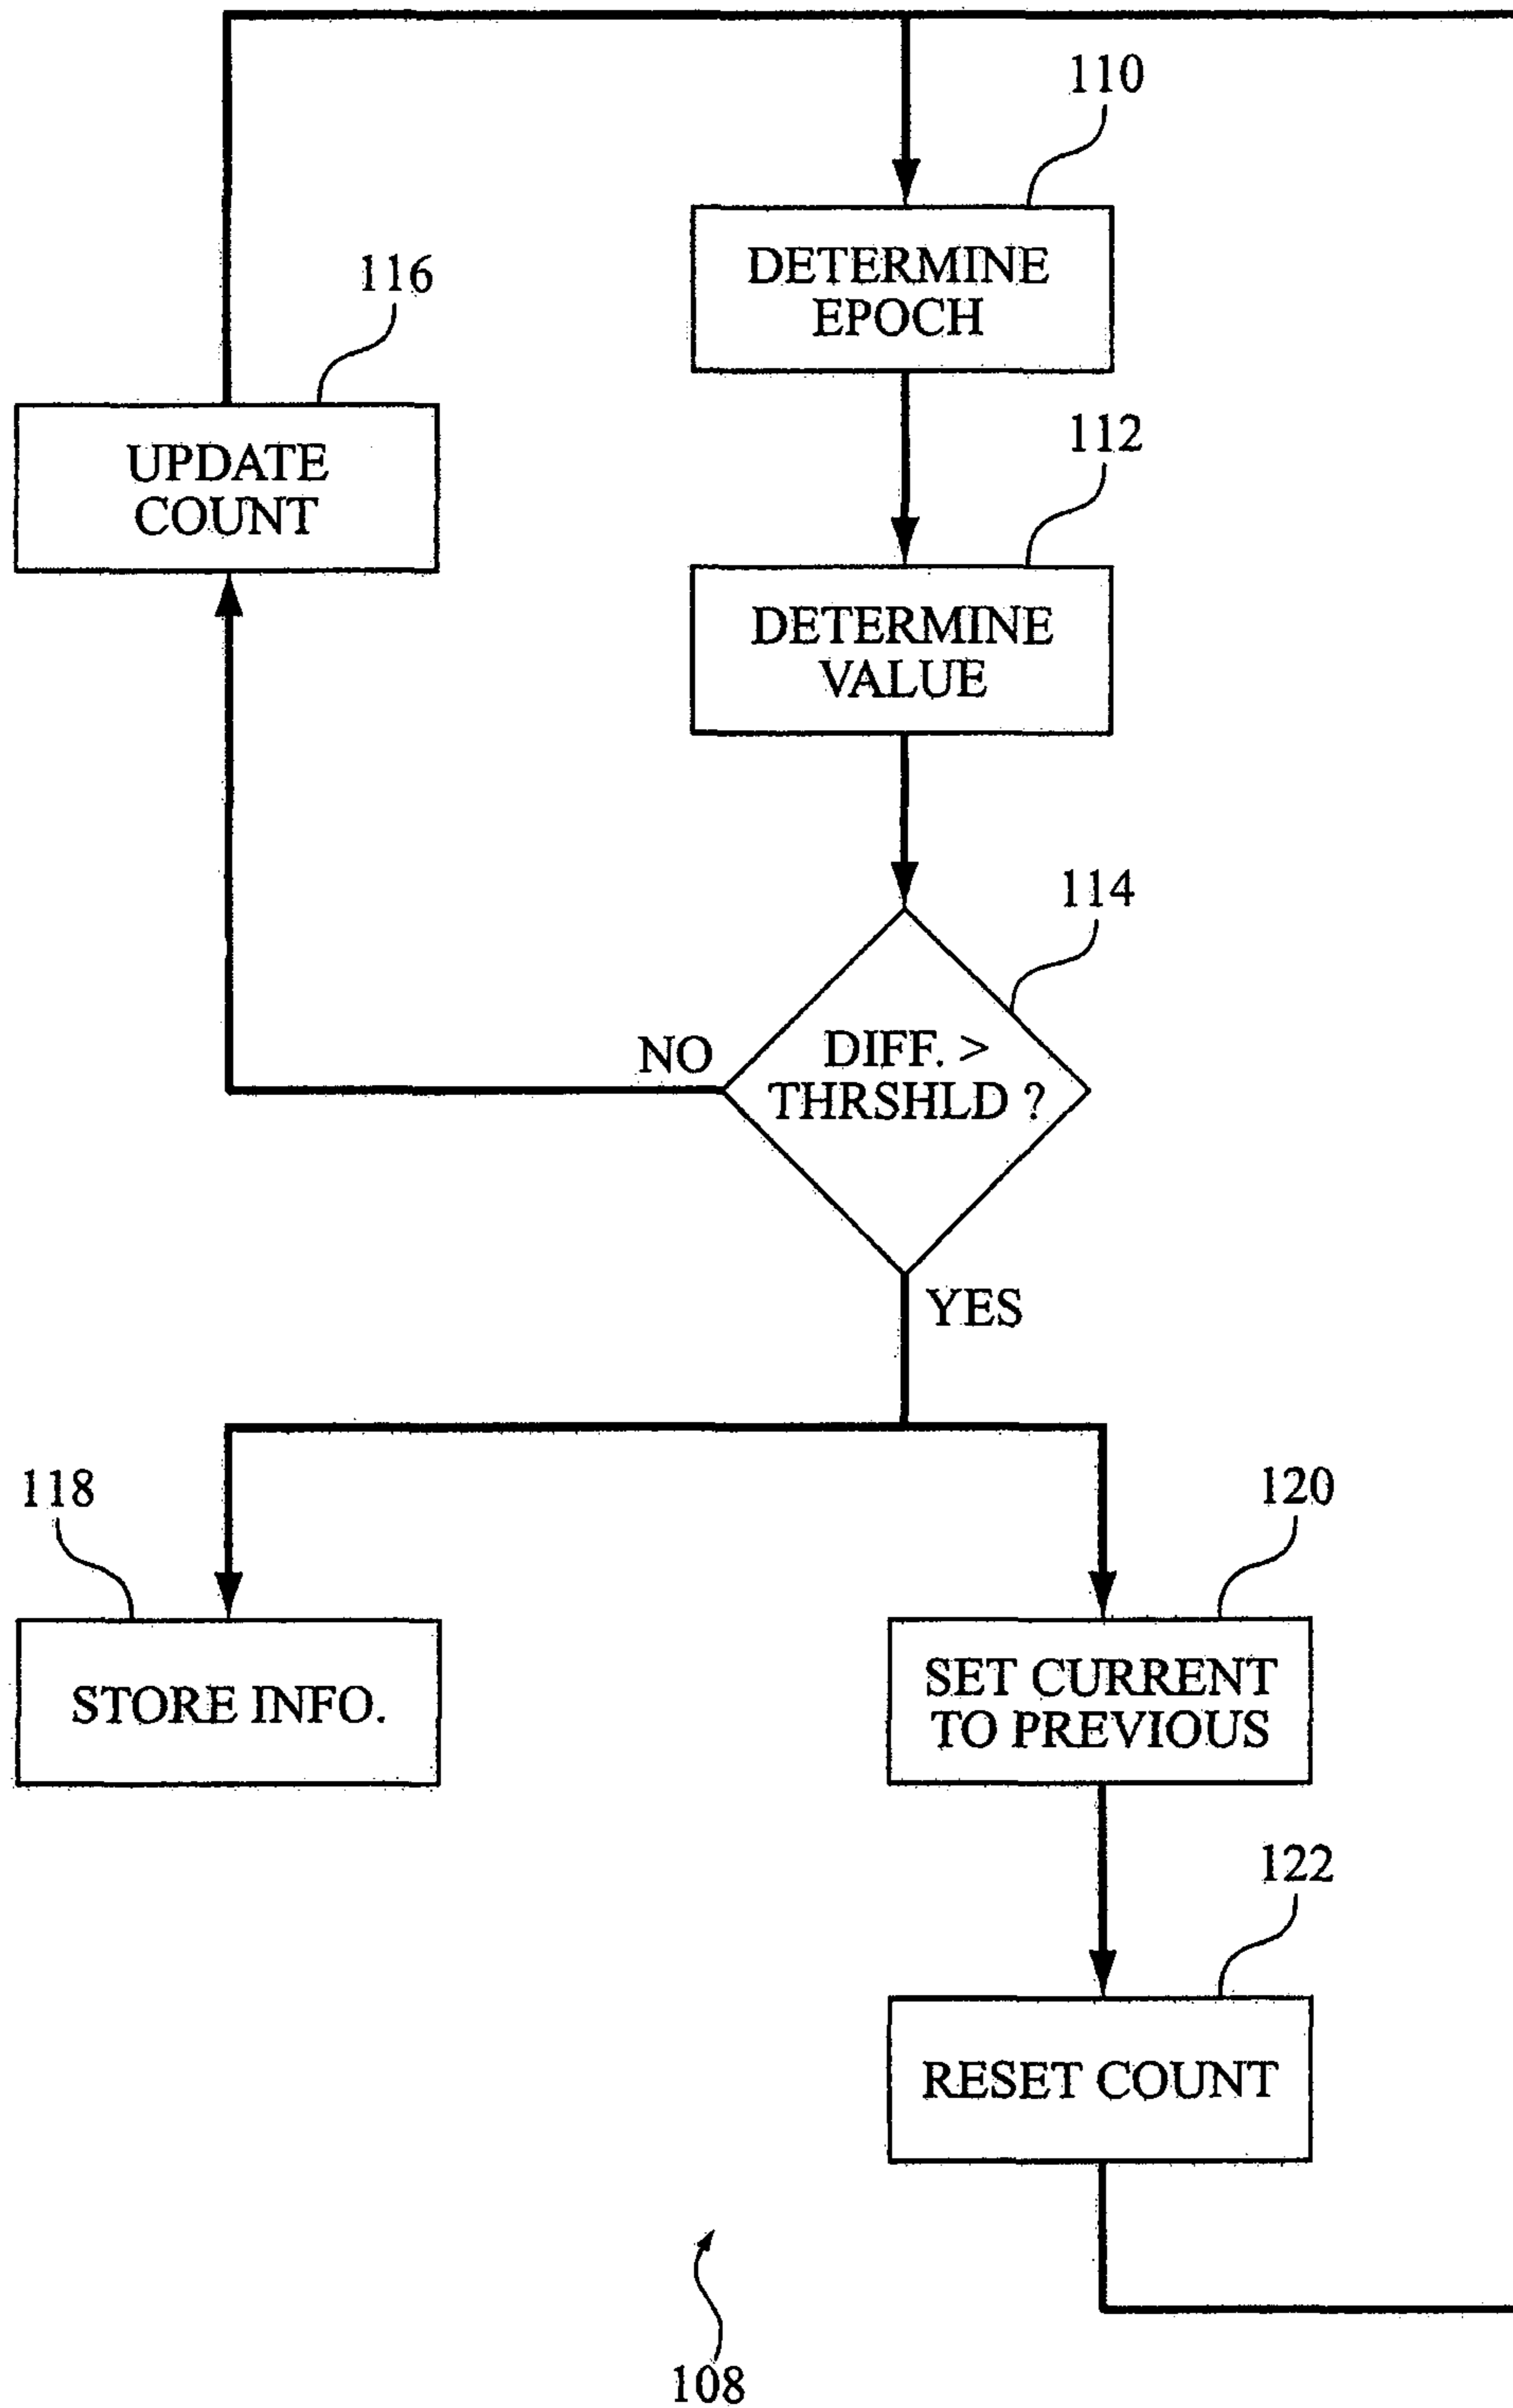 110
DETERMINE
EPOCH
116
UPDATE
COUNT
112
DETERMINE
VALUE
114
NO
DIFF. >
THRSHLD ?
YES
118
STORE INFO.
120
SET CURRENT
TO PREVIOUS
122
RESET COUNT
108